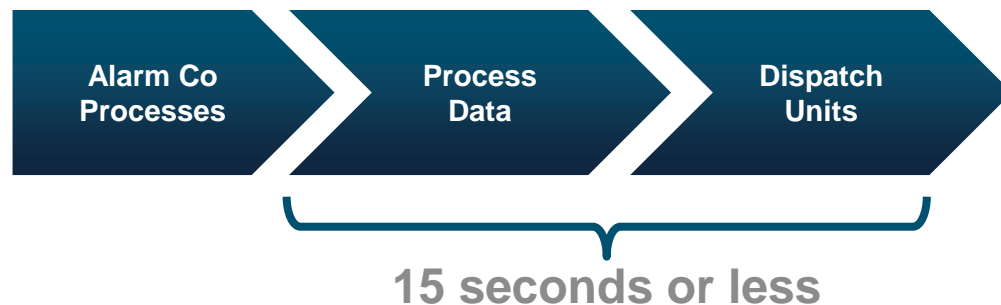 Alarm Co
Processes
Process
Data
Dispatch
Units
15 seconds or less